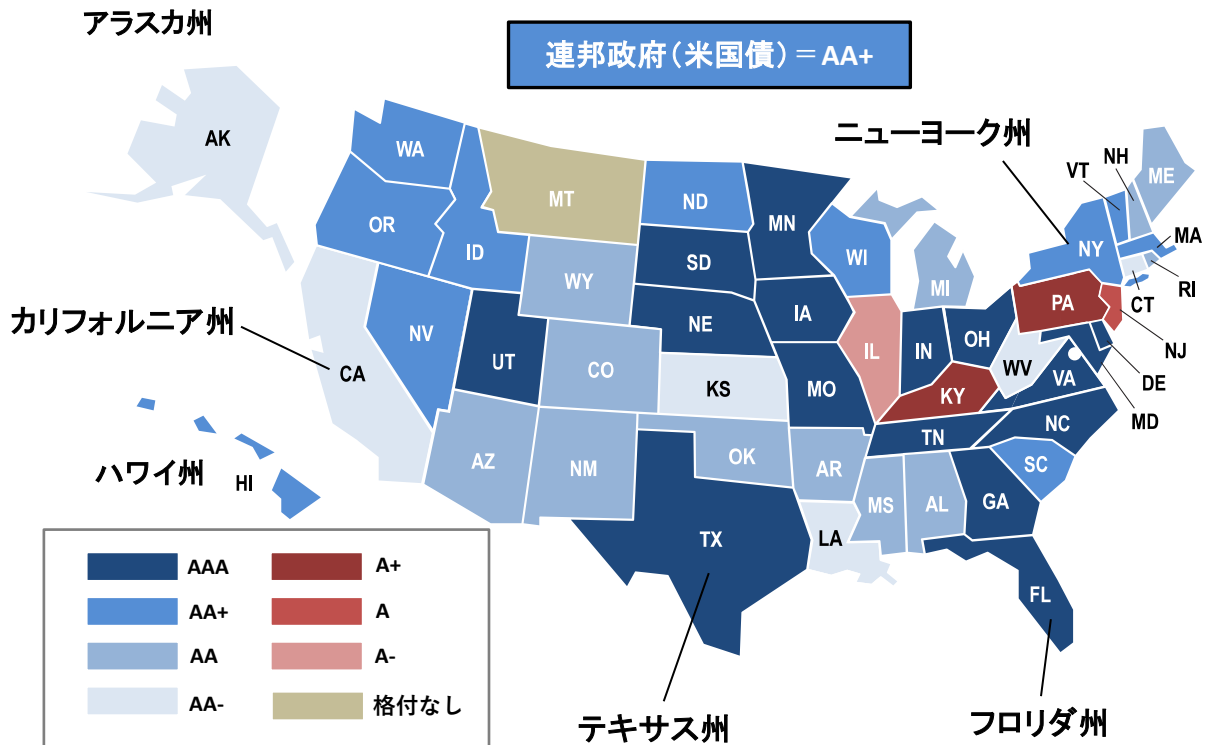 アラスカ州
連邦政府（米国債）＝AA+
ニューヨーク州
AK
WA
MT
ND
MN
VT
NH
ME
OR
ID
SD
WI
NY
MA
WY
MI
RI
CT
カリフォルニア州
NV
UT
CO
NE
IA
IL
IN
OH
PA
NJ
CA
KS
MO
KY
WV
VA
DE
MD
TN
NC
ハワイ州
HI
AZ
NM
OK
AR
SC
MS
AL
GA
TX
LA
FL
AAA
A+
AA+
A
AA
A-
AA-
格付なし
テキサス州
フロリダ州